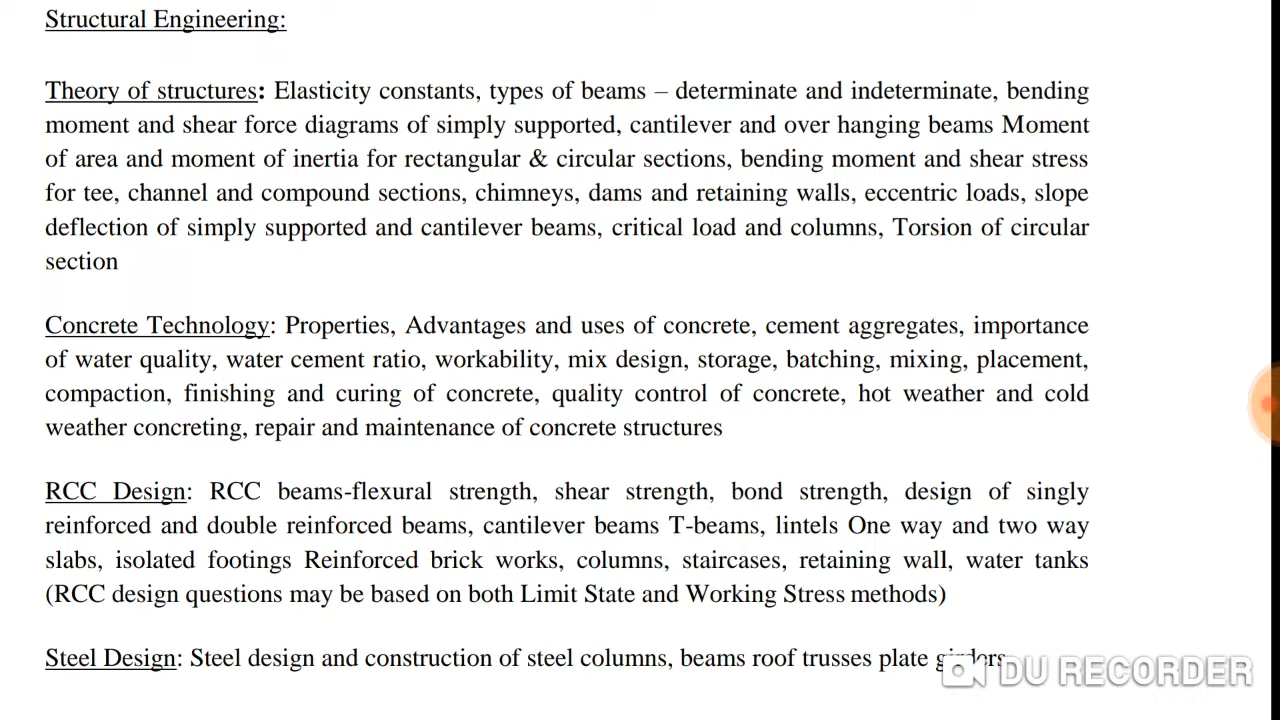 Structural Engineering:
Theory of structures: Elasticity constants, types of beams – determinate and indeterminate, bending
moment and shear force diagrams of simply supported, cantilever and over hanging beams Moment
of area and moment of inertia for rectangular & circular sections, bending moment and shear stress
for tee, channel and compound sections, chimneys, dams and retaining walls, eccentric loads, slope
deflection of simply supported and cantilever beams, critical load and columns, Torsion of circular
section
Concrete Technology: Properties, Advantages and uses of concrete, cement aggregates, importance
of water quality, water cement ratio, workability, mix design, storage, batching, mixing, placement,
compaction, finishing and curing of concrete, quality control of concrete, hot weather and cold
weather concreting, repair and maintenance of concrete structures
RCC Design: RCC beams-flexural strength, shear strength, bond strength, design of singly
reinforced and double reinforced beams, cantilever beams T-beams, lintels One way and two way
slabs, isolated footings Reinforced brick works, columns, staircases, retaining wall, water tanks
(RCC design questions may be based on both Limit State and Working Stress methods)
Steel Design: Steel design and construction of steel columns, beams roof trusses plate girders
DU RECORDER